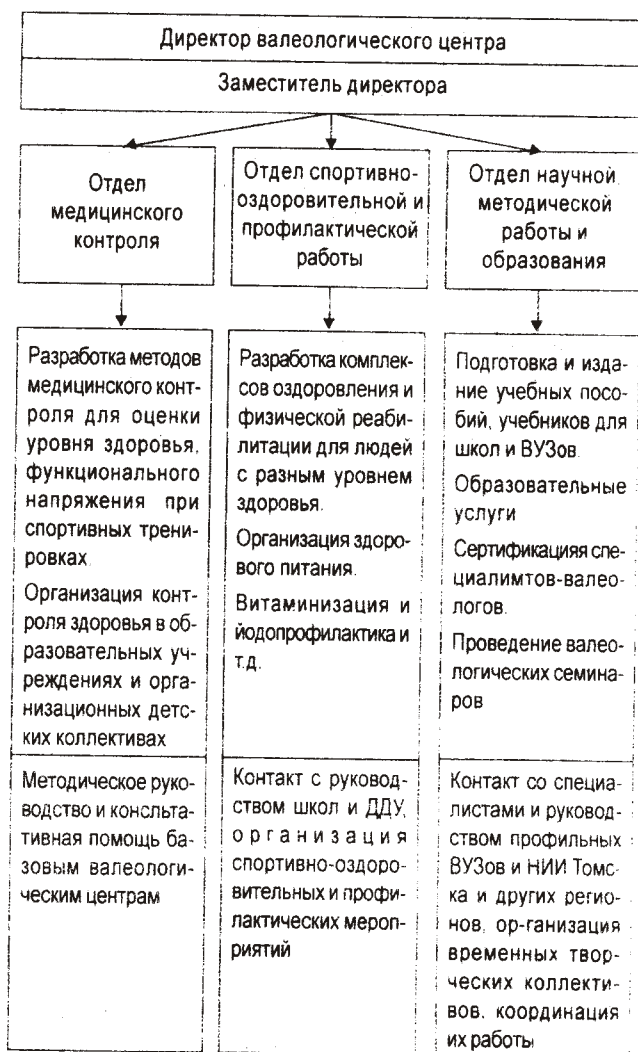 Директор валеологического центра
Заместитель директора
Отдел
медицинского
контроля
Отдел спортивно-
оздоровительной и
профилактической
работы
Отдел научной
методической
работы и
образования
Разработка методов
медицинского конт-
роля для оценки
уровня здоровья,
функционального
напряжения при
спортивных трени-
ровках
Организация конт-
роля здоровья в об-
разовательных уч-
реждениях и орга-
низационных детс-
ких коллективах
Разработка комплек-
сов оздоровления и
физической реаби-
литации для людей
с разным уровнем
здоровья.
Организация здоро-
вого питания.
Витаминизация и
йодопрофилактика и
т.д.
Подготовка и изда-
ние учебных посо-
бий, учебников для
школ и ВУЗов.
Образовательные
услуги
Сертификацияя спе-
циалимтов-валео-
логов.
Проведение валео-
логических семина-
ров
Методическое руко-
водство и консльта-
тивная помощь ба-
зовым валеологи-
ческим центрам
Контакт с руковод-
ством школ и ДДУ,
организация
спортивно-оздоро-
вительных и профи-
лактических мероп-
риятий
Контакт со специа-
листами и руковод-
ством профильных
ВУЗов и НИИ Томс-
ка и других регио-
нов, ор-ганизация
временных твор-
ческих коллекти-
вов, координация
их работы